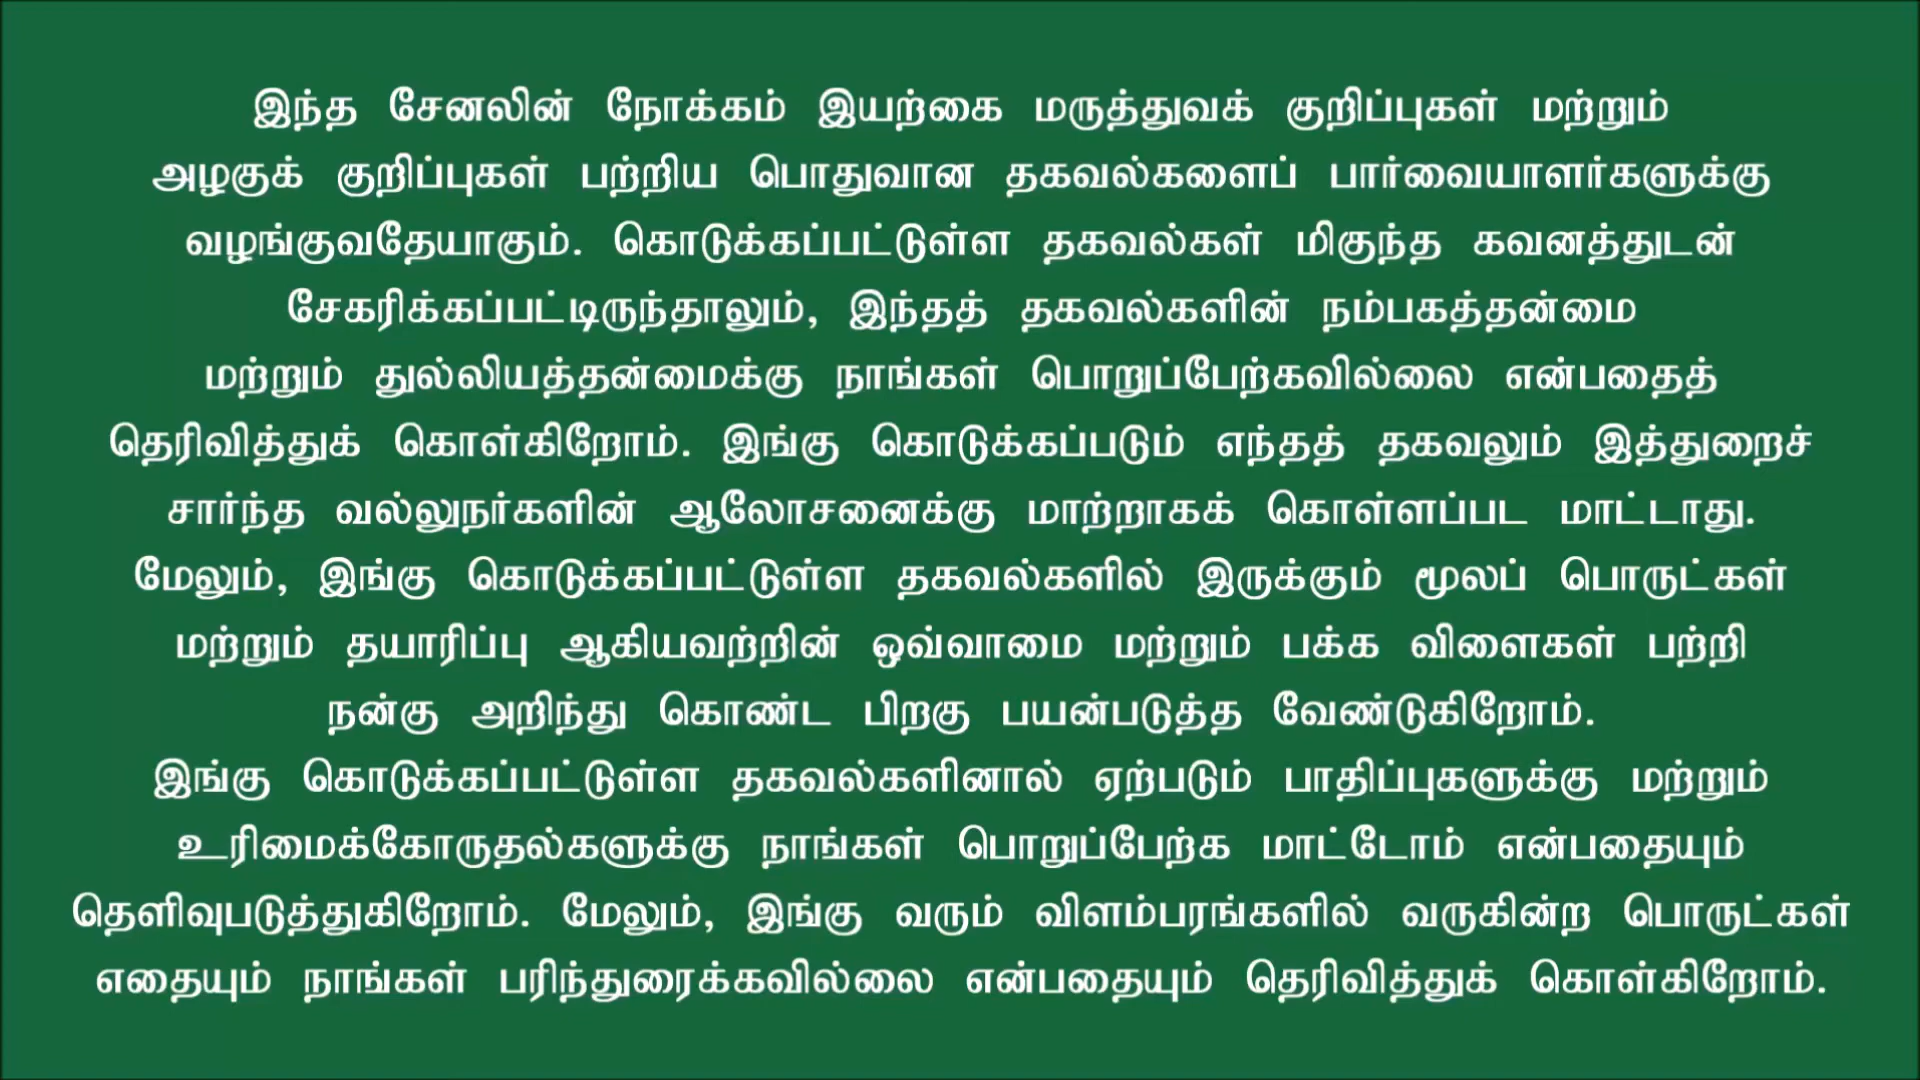 இந்த சேனலின் நோக்கம் இயற்கை மருத்துவக் குறிப்புகள் மற்றும்
அழகுக் குறிப்புகள் பற்றிய பொதுவான தகவல்களைப் பார்வையாளர்களுக்கு
வழங்குவதேயாகும். கொடுக்கப்பட்டுள்ள தகவல்கள் மிகுந்த கவனத்துடன்
சேகரிக்கப்பட்டிருந்தாலும், இந்தத் தகவல்களின் நம்பகத்தன்மை
மற்றும் துல்லியத்தன்மைக்கு நாங்கள் பொறுப்பேற்கவில்லை என்பதைத்
தெரிவித்துக் கொள்கிறோம். இங்கு கொடுக்கப்படும் எந்தத் தகவலும் இத்துறைச்
சார்ந்த வல்லுநர்களின் ஆலோசனைக்கு மாற்றாகக் கொள்ளப்பட மாட்டாது.
மேலும், இங்கு கொடுக்கப்பட்டுள்ள தகவல்களில் இருக்கும் மூலப் பொருட்கள்
மற்றும் தயாரிப்பு ஆகியவற்றின் ஒவ்வாமை மற்றும் பக்க விளைகள் பற்றி
நன்கு அறிந்து கொண்ட பிறகு பயன்படுத்த வேண்டுகிறோம்.
இங்கு கொடுக்கப்பட்டுள்ள தகவல்களினால் ஏற்படும் பாதிப்புகளுக்கு மற்றும்
உரிமைக்கோருதல்களுக்கு நாங்கள் பொறுப்பேற்க மாட்டோம் என்பதையும்
தெளிவுபடுத்துகிறோம். மேலும், இங்கு வரும் விளம்பரங்களில் வருகின்ற பொருட்கள்
எதையும் நாங்கள் பரிந்துரைக்கவில்லை என்பதையும் தெரிவித்துக் கொள்கிறோம்.